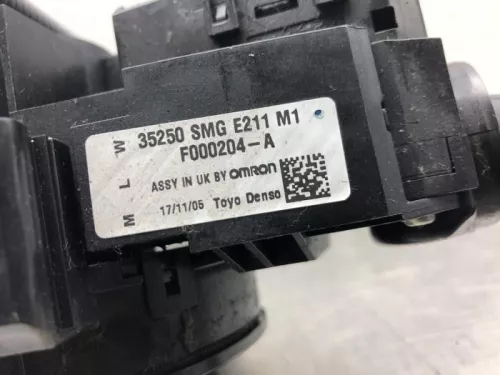 35250 SMG E211 M1
F000204-A
ASSY IN UK BY OMRON
17/11/05 Toyo Denso
M L W